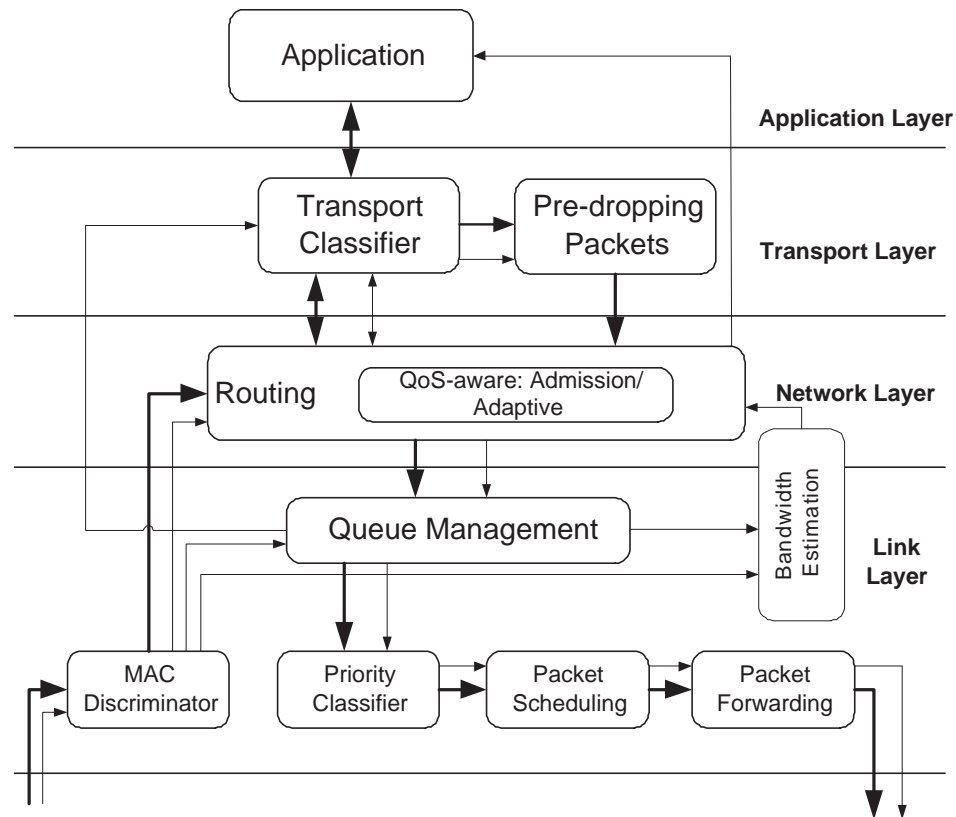 Application
Application Layer
Transport
Classifier
Pre-dropping
Packets
Transport Layer
Routing
QoS-aware: Admission/
Adaptive
Network Layer
Queue Management
Bandwidth
Estimation
Link
Layer
MAC
Discriminator
Priority
Classifier
Packet
Scheduling
Packet
Forwarding